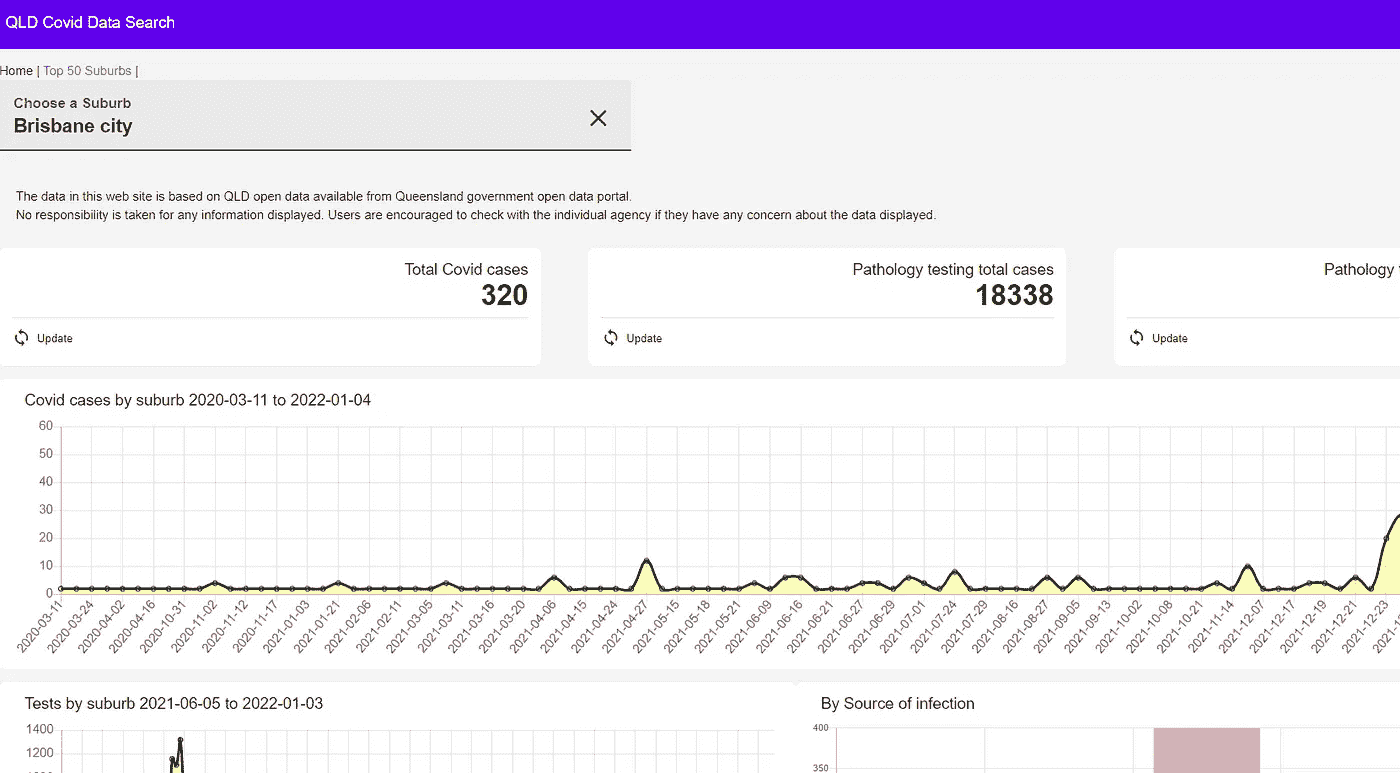 QLD Covid Data Search
Home | Top 50 Suburbs |
Choose a Suburb
Brisbane city
The data in this web site is based on QLD open data available from Queensland government open data portal.
No responsibility is taken for any information displayed. Users are encouraged to check with the individual agency if they have any concern about the data displayed.
Total Covid cases
320
Update
Pathology testing total cases
18338
Update
Pathology
Update
Covid cases by suburb 2020-03-11 to 2022-01-04
60
50
40
30
20
10
0
2020-03-11 2020-03-24 2020-04-02 2020-04-16 2020-10-31 2020-11-02 2020-11-12 2020-11-17 2021-01-03 2021-01-21 2021-02-06 2021-02-11 2021-03-05 2021-03-11 2021-03-16 2021-03-20 2021-04-06 2021-04-15 2021-04-24 2021-04-27 2021-05-15 2021-05-18 2021-05-21 2021-06-09 2021-06-16 2021-06-21 2021-06-27 2021-06-29 2021-07-01 2021-07-24 2021-07-29 2021-08-16 2021-08-27 2021-09-05 2021-09-13 2021-10-02 2021-10-08 2021-10-21 2021-11-14 2021-12-07 2021-12-17 2021-12-19 2021-12-21 2021-12-23
Tests by suburb 2021-06-05 to 2022-01-03
1400
1200
By Source of infection
400
350